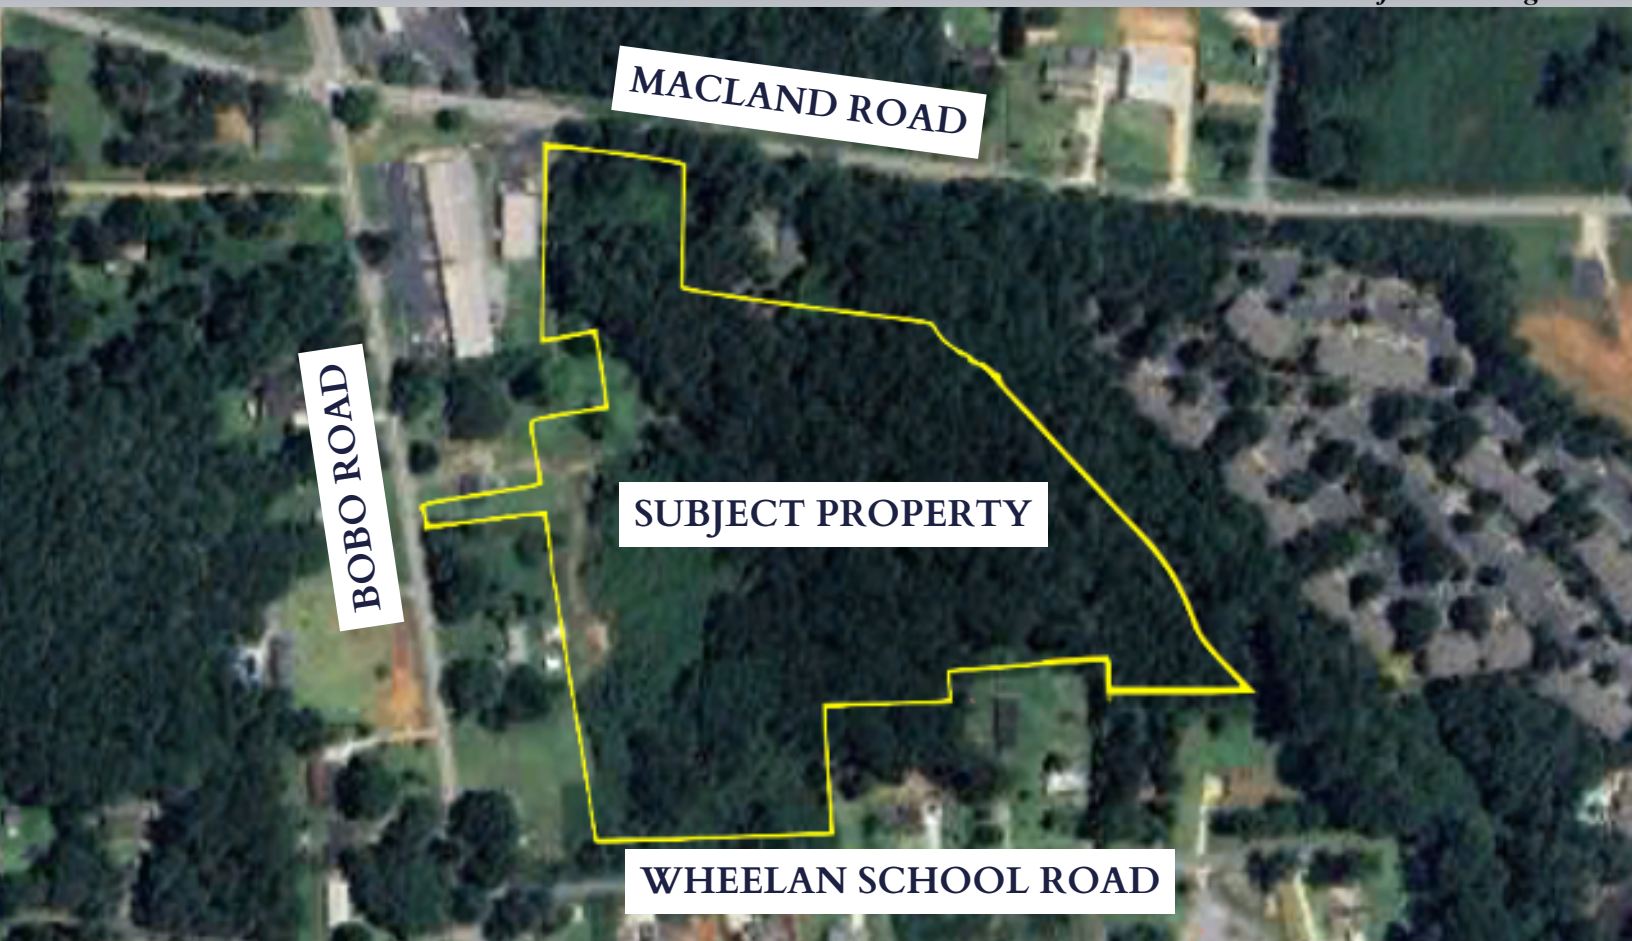 MACLAND ROAD
BOBO ROAD
SUBJECT PROPERTY
WHEELAN SCHOOL ROAD